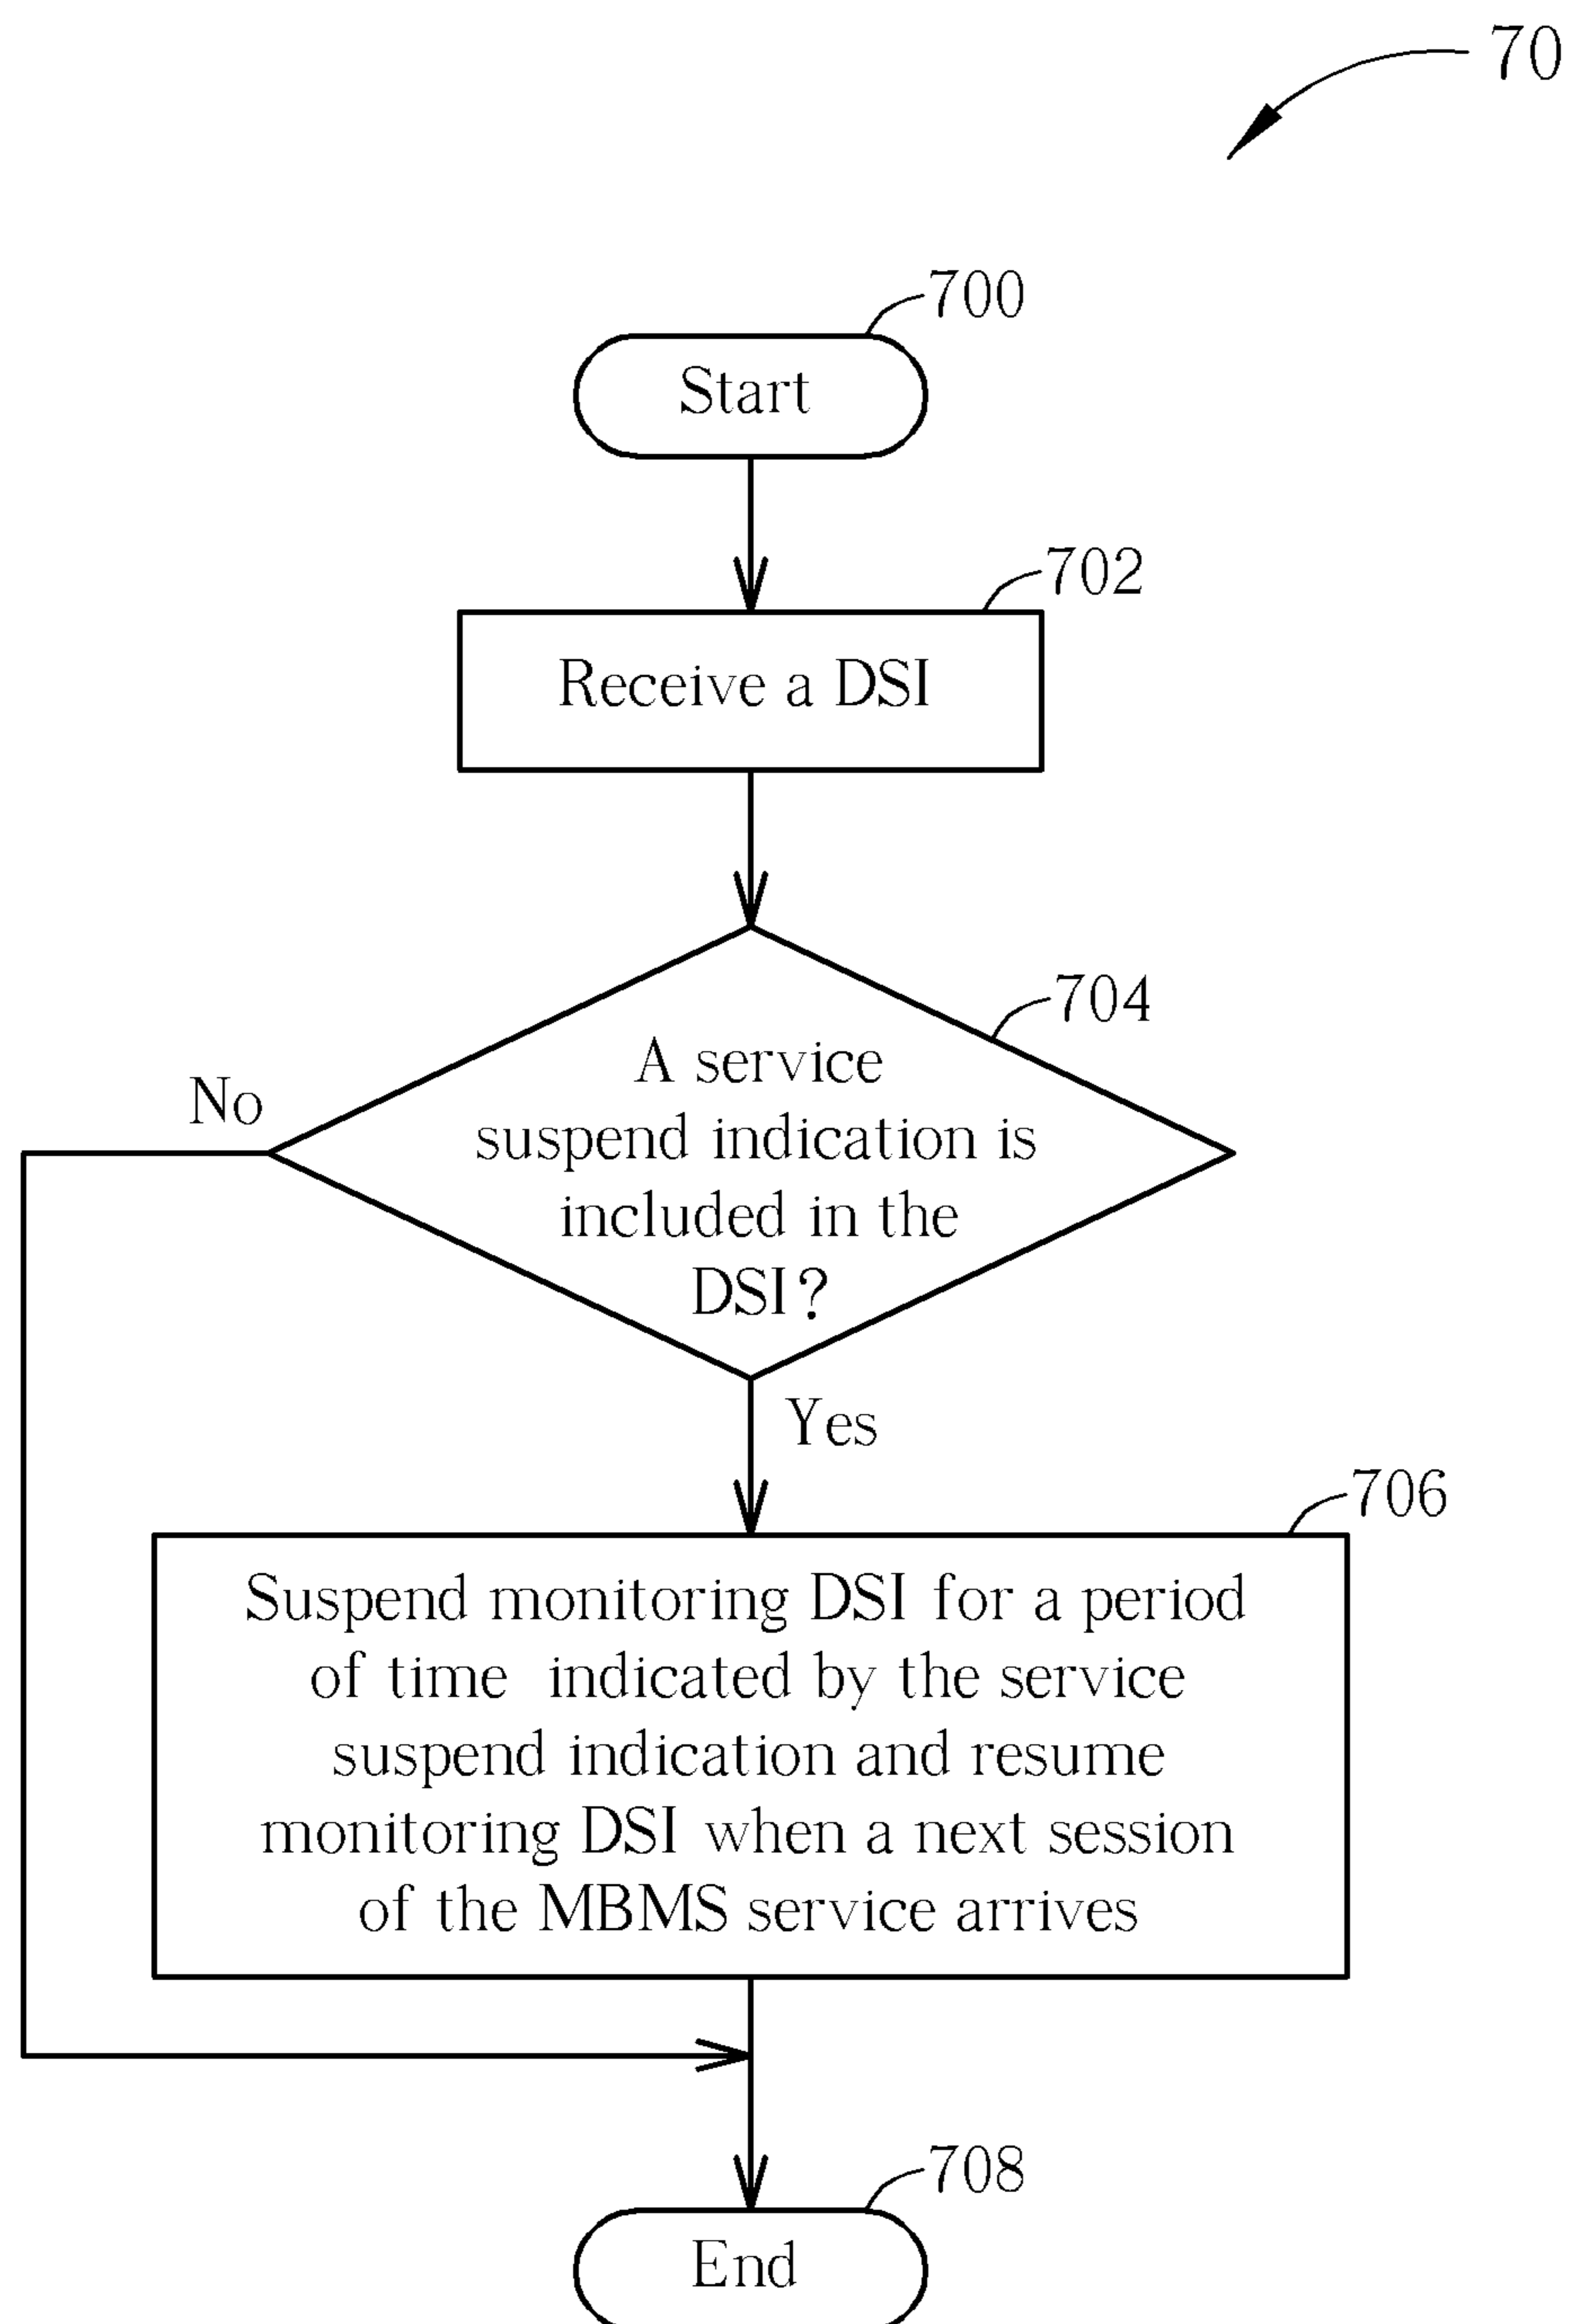 70
700
Start
702
Receive a DSI
704
A service
suspend indication is
included in the
DSI?
No
Yes
706
Suspend monitoring DSI for a period
of time indicated by the service
suspend indication and resume
monitoring DSI when a next session
of the MBMS service arrives
708
End